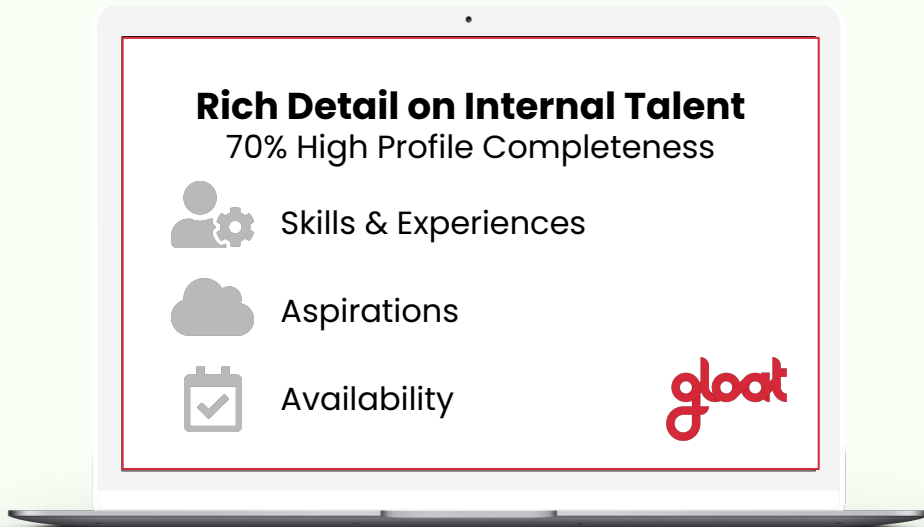 Rich Detail on Internal Talent
70% High Profile Completeness
Skills & Experiences
Aspirations
Availability
gloat